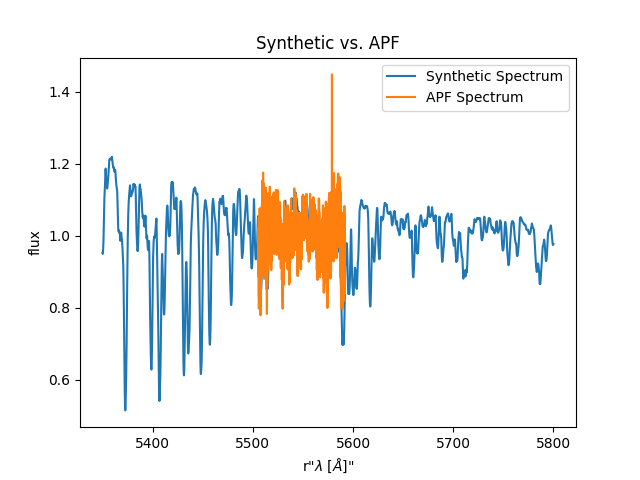 Synthetic vs. APF
Synthetic Spectrum
APF Spectrum
flux
1.4
1.2
1.0
0.8
0.6
5400
5500
5600
5700
5800
r"λ [Å]"